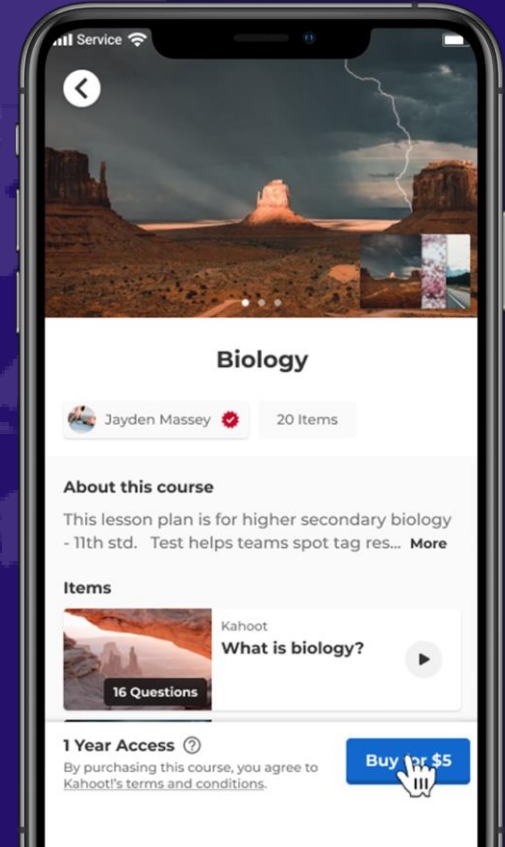 Service
Biology
Jayden Massey
20 Items
About this course
This lesson plan is for higher secondary biology
- 11th std. Test helps teams spot tag res... More
Items
Kahoot
What is biology?
16 Questions
1 Year Access ?
By purchasing this course, you agree to
Kahoot!'s terms and conditions.
Buy for $5